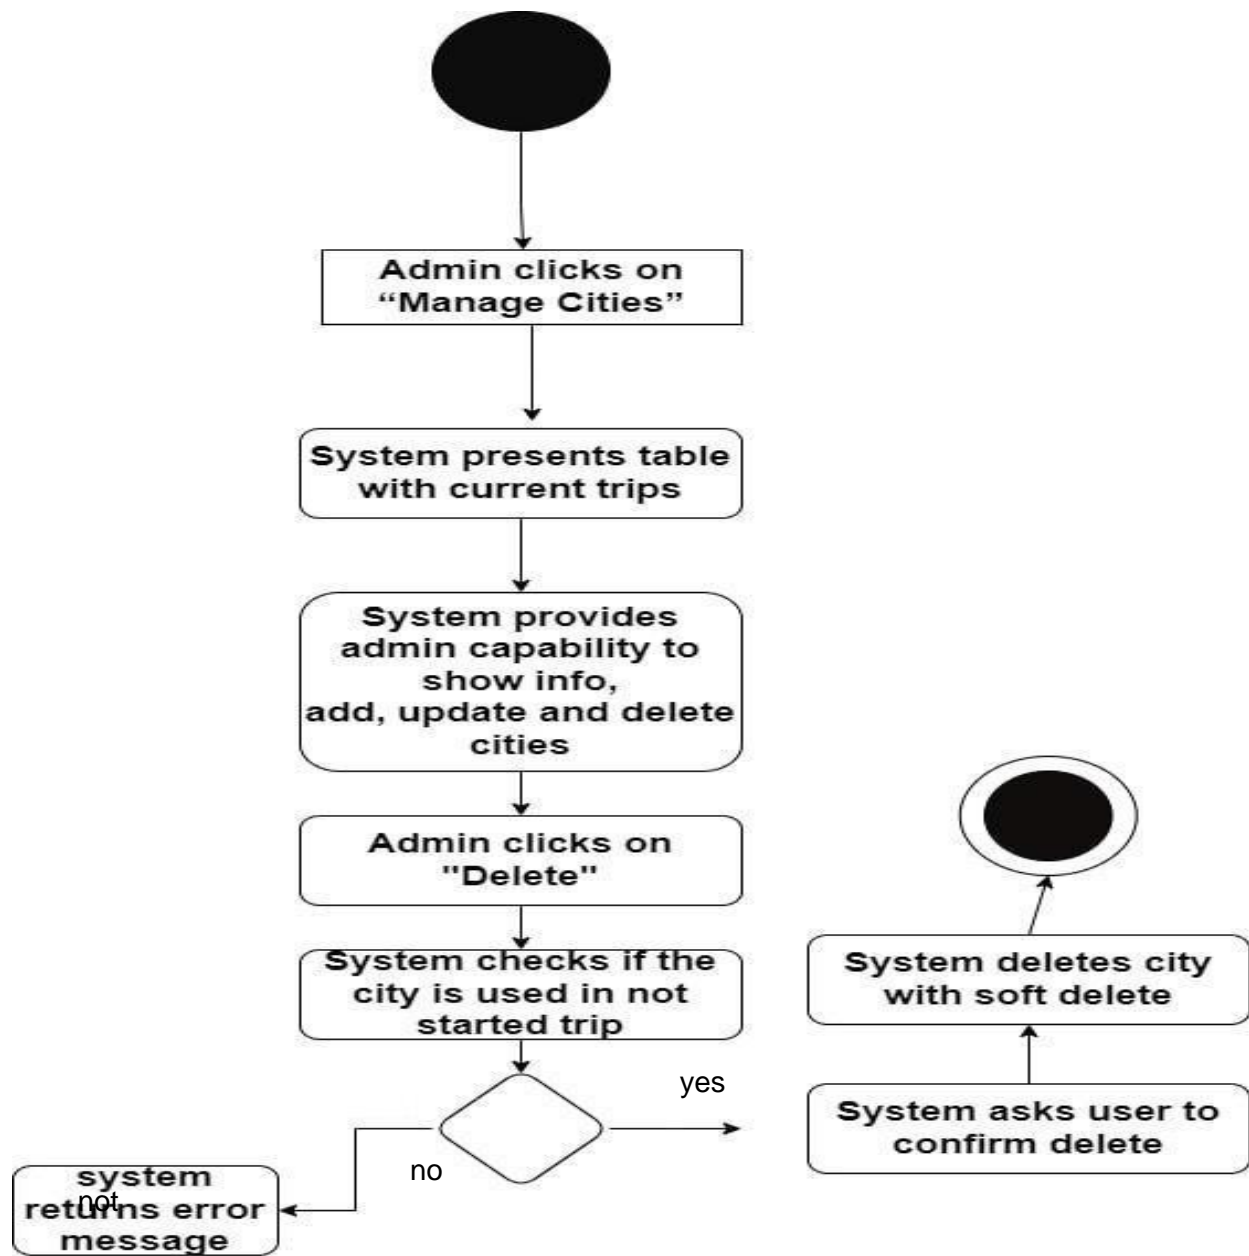 Admin clicks on
“Manage Cities”
System presents table
with current trips
System provides
admin capability to
show info,
add, update and delete
cities
Admin clicks on
"Delete"
System checks if the
city is used in not
started trip
yes
no
system
returns error
message
not
System asks user to
confirm delete
System deletes city
with soft delete